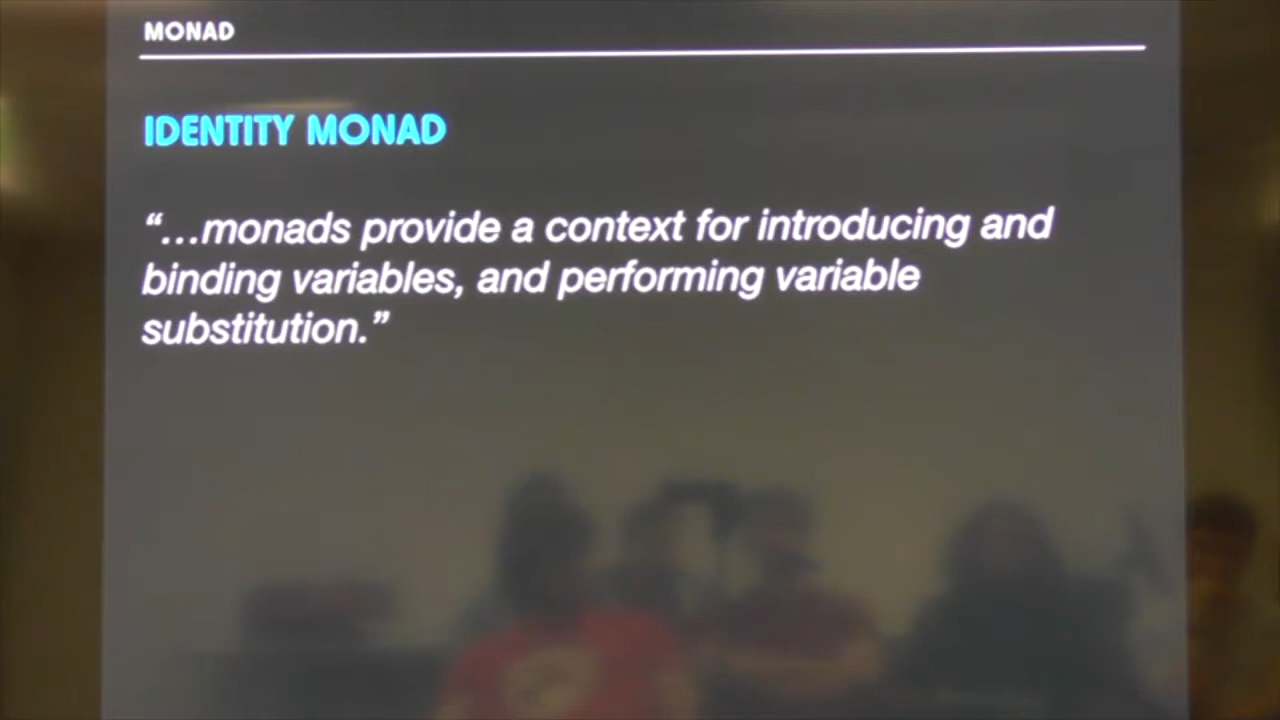 MONAD
IDENTITY MONAD
“...monads provide a context for introducing and
binding variables, and performing variable
substitution.”